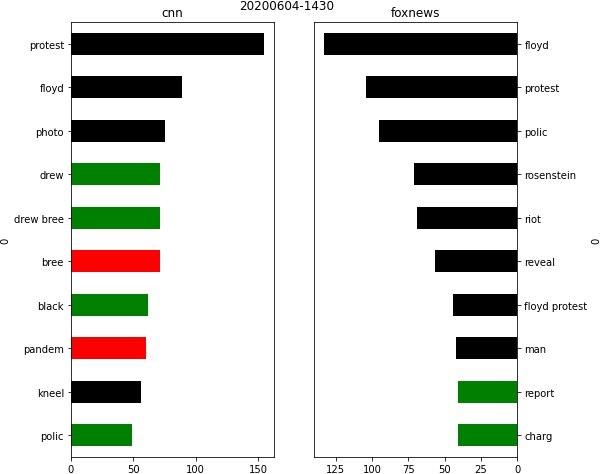 20200604-1430
cnn
foxnews
protest
floyd
photo
drew
drew bree
bree
black
pandem
kneel
polic
0
0 50 100 150
floyd
protest
polic
rosenstein
riot
reveal
floyd protest
man
report
charg
0
125 100 75 50 25 0